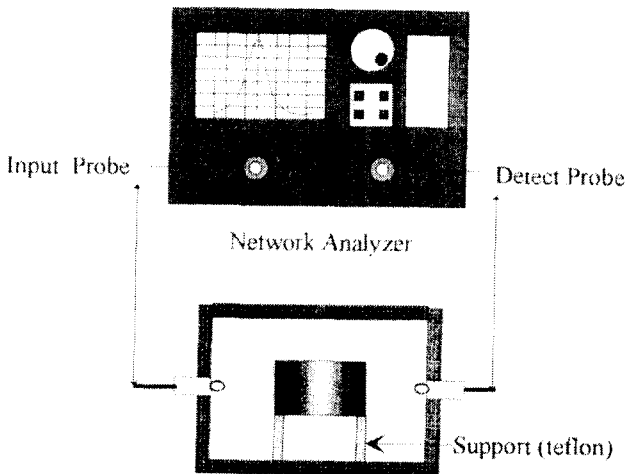 Input Probe
Detect Probe
Network Analyzer
Support (teflon)